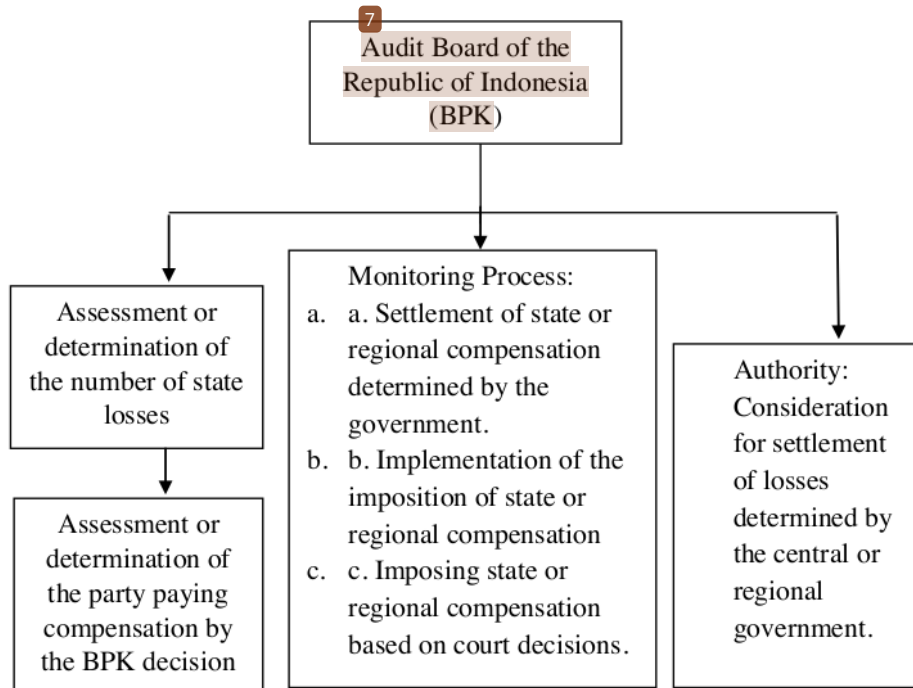 7
Audit Board of the
Republic of Indonesia
(BPK)
Assessment or
determination of
the number of state
losses
Assessment or
determination of
the party paying
compensation by
the BPK decision
Monitoring Process:
a. a. Settlement of state or
regional compensation
determined by the
government.
b. b. Implementation of the
imposition of state or
regional compensation
c. c. Imposing state or
regional compensation
based on court decisions.
Authority:
Consideration
for settlement
of losses
determined by
the central or
regional
government.